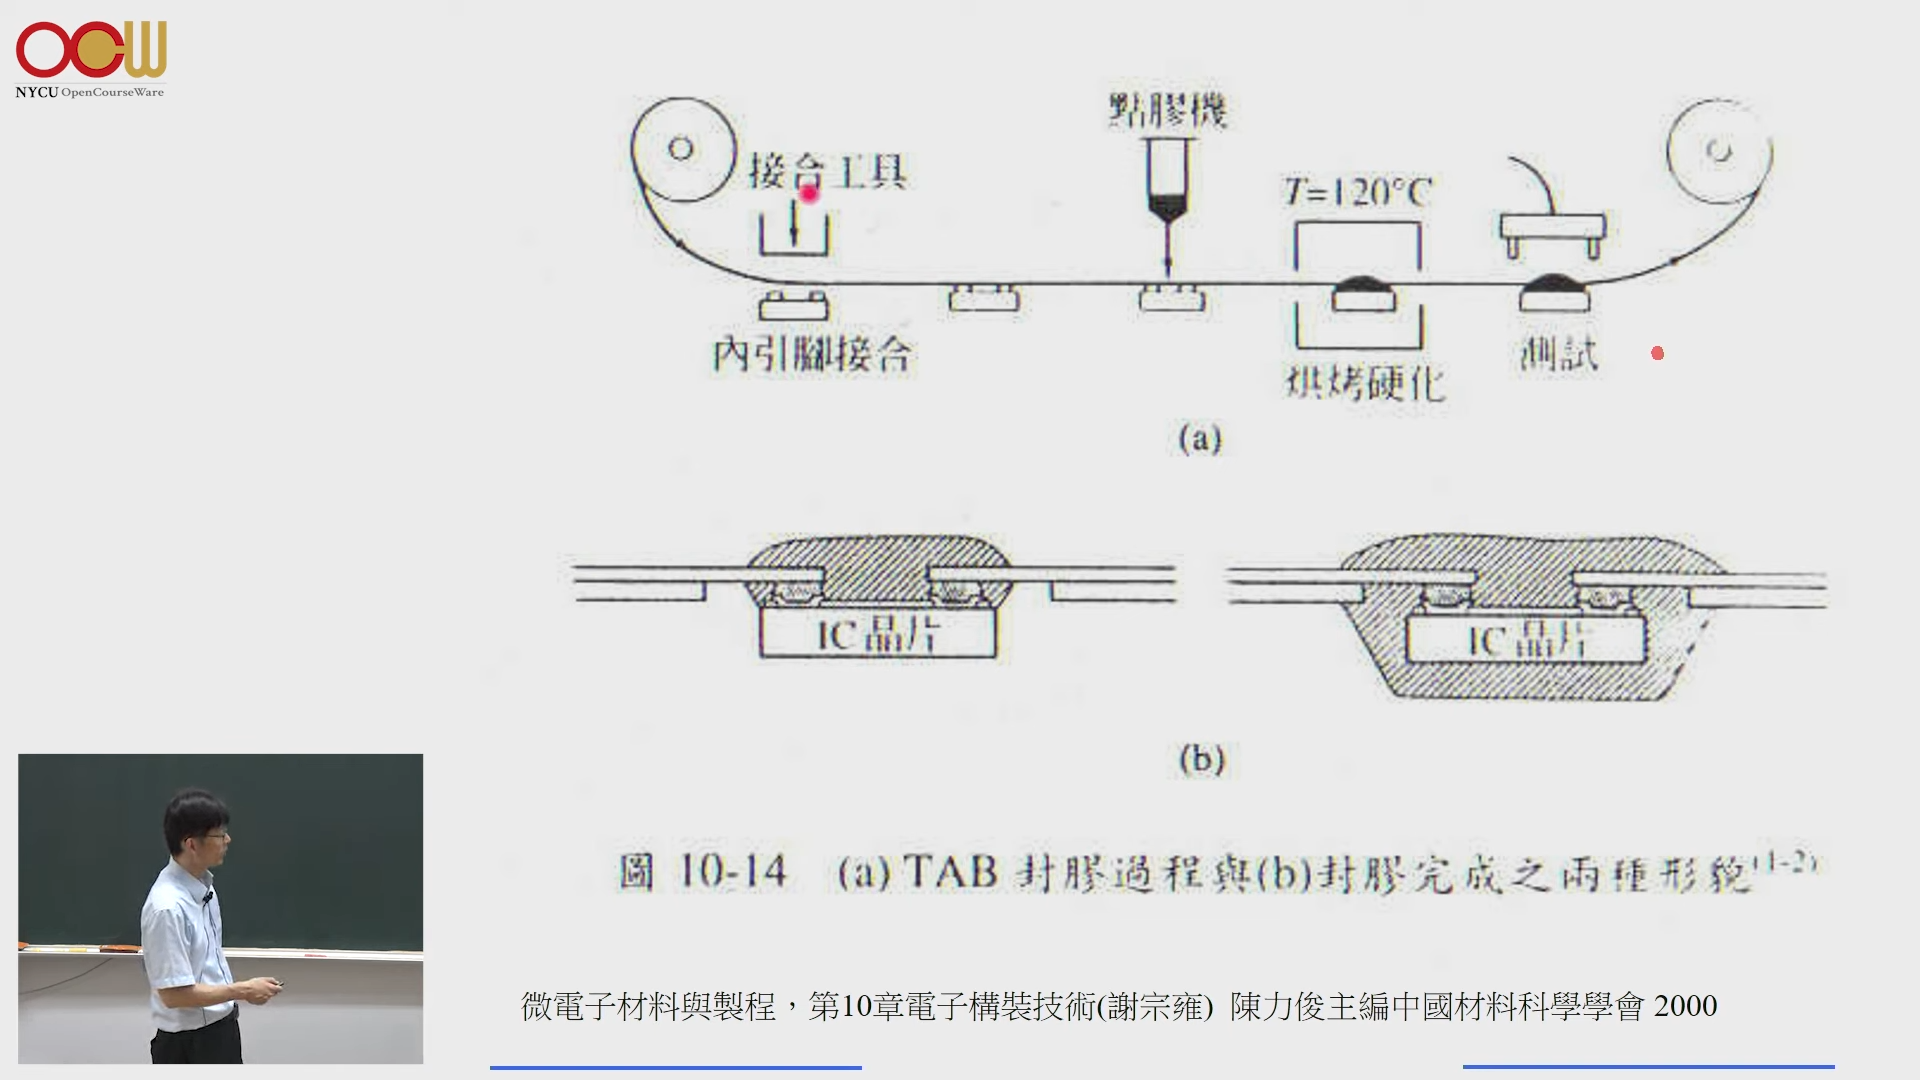 OCW
NYCU OpenCourseWare
點膠機
接合工具
T=120°C
內引腳接合
測試
烘烤硬化
(a)
IC 晶片
IC 晶片
(b)
圖 10-14 (a) TAB 封膠過程與(b)封膠完成之兩種形貌(1-2)
微電子材料與製程，第10章電子構裝技術(謝宗雍) 陳力俊主編中國材料科學學會 2000